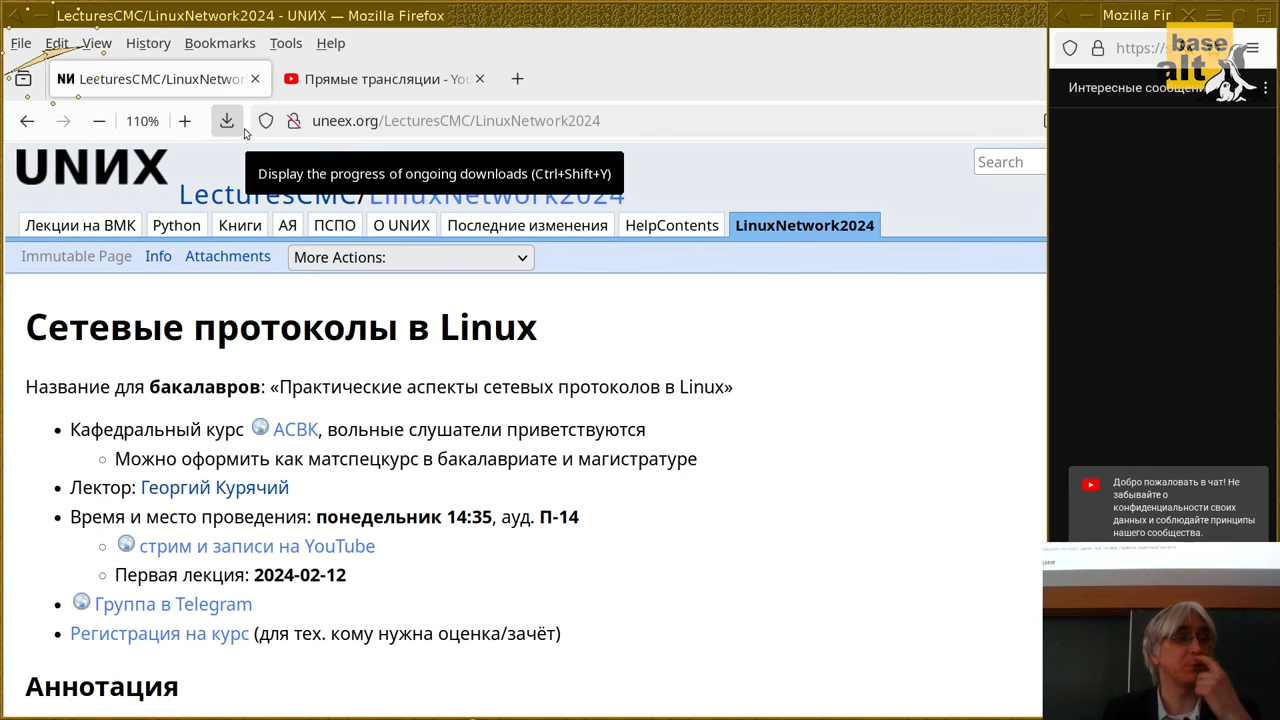 LecturesCMC/LinuxNetwork2024 - UNИX — Mozilla Firefox
Mozilla Fir
File Edit View History Bookmarks Tools Help
base
alt
https://s
LecturesCMC/LinuxNetwor
Прямые трансляции - You
Интересные сообщен
110%
uneex.org/LecturesCMC/LinuxNetwork2024
UNИX
Search
Display the progress of ongoing downloads (Ctrl+Shift+Y)
LecturesCMC/LinuxNetwork2024
Лекции на ВМК Python Книги АЯ ПСПО О UNIX Последние изменения HelpContents LinuxNetwork2024
Immutable Page Info Attachments More Actions:
Сетевые протоколы в Linux
Название для бакалавров: «Практические аспекты сетевых протоколов в Linux»
• Кафедральный курс АСВК, вольные слушатели приветствуются
Можно оформить как матспецкурс в бакалавриате и магистратуре
• Лектор: Георгий Курячий
• Время и место проведения: понедельник 14:35, ауд. П-14
стрим и записи на YouTube
Первая лекция: 2024-02-12
• Группа в Telegram
• Регистрация на курс (для тех. кому нужна оценка/зачёт)
Аннотация
Добро пожаловать в чат! Не
забывайте о
конфиденциальности своих
данных и соблюдайте принципы
нашего сообщества.